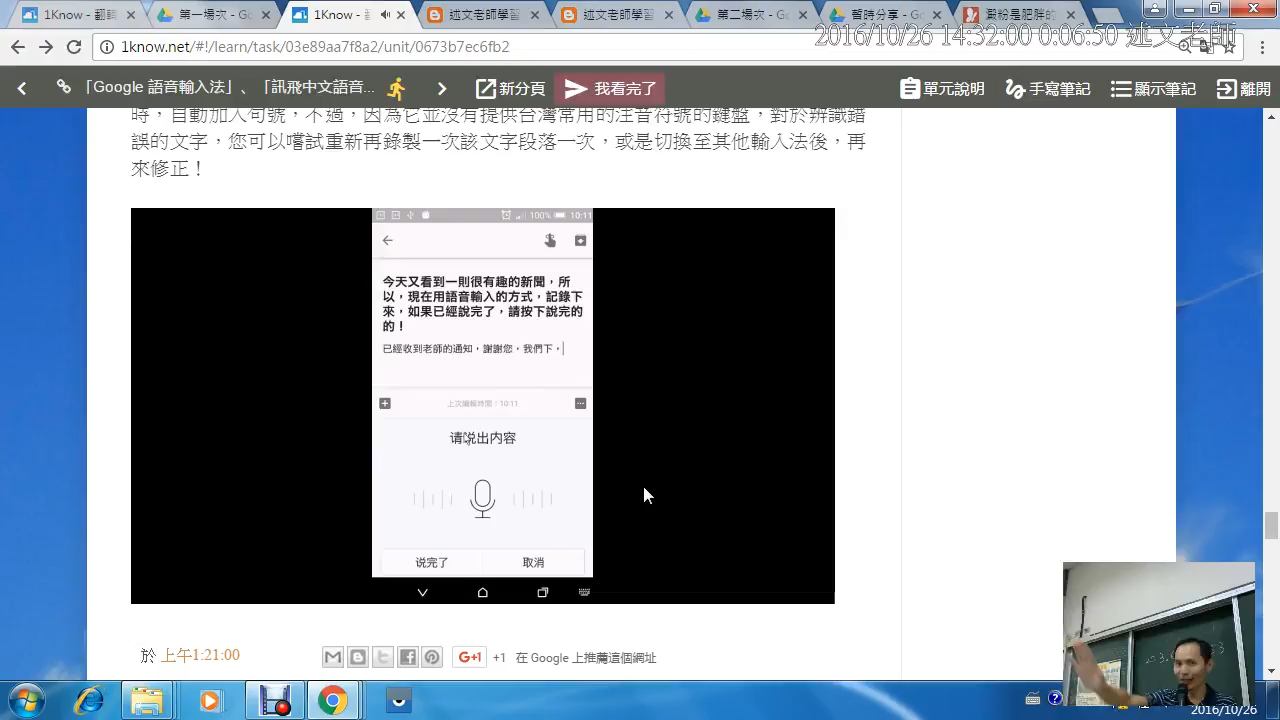 1Know - 翻轉
第一場次 - Go
1Know - 翻
述文老師學習
述文老師學習
第二場次 - Go
暫時分享 - Go
澱粉是肥胖的
2016/10/26 14:32:00 0:06:50 述文老師
1know.net/#!/learn/task/03e89aa7f8a2/unit/0673b7ec6fb2
「Google 語音輸入法」、「訊飛中文語音...
新分頁
我看完了
單元說明
手寫筆記
顯示筆記
離開
時，自動加入句號，不過，因為它並沒有提供台灣常用的注音符號的鍵盤，對於辨識錯
誤的文字，您可以嚐試重新再錄製一次該文字段落一次，或是切換至其他輸入法後，再
來修正！
100% 10:11
今天又看到一則很有趣的新聞，所
以，現在用語音輸入的方式，記錄下
來，如果已經說完了，請按下說完的
的！
已經收到老師的通知，謝謝您，我們下，
上次編輯時間：10:11
请说出内容
说完了
取消
於 上午1:21:00
G+1 +1 在 Google 上推薦這個網址
2016/10/26